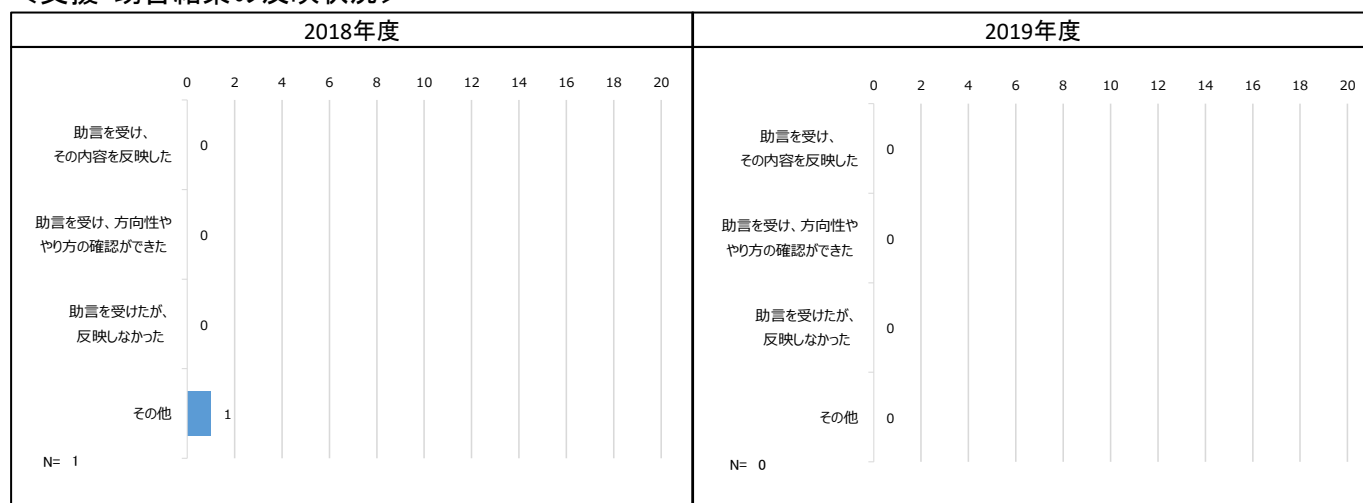 2018年度
2019年度
0 2 4 6 8 10 12 14 16 18 20
助言を受け、
その内容を反映した
0
助言を受け、方向性や
やり方の確認ができた
0
助言を受けたが、
反映しなかった
0
その他
1
N= 1
0 2 4 6 8 10 12 14 16 18 20
助言を受け、
その内容を反映した
0
助言を受け、方向性や
やり方の確認ができた
0
助言を受けたが、
反映しなかった
0
その他
0
N= 0